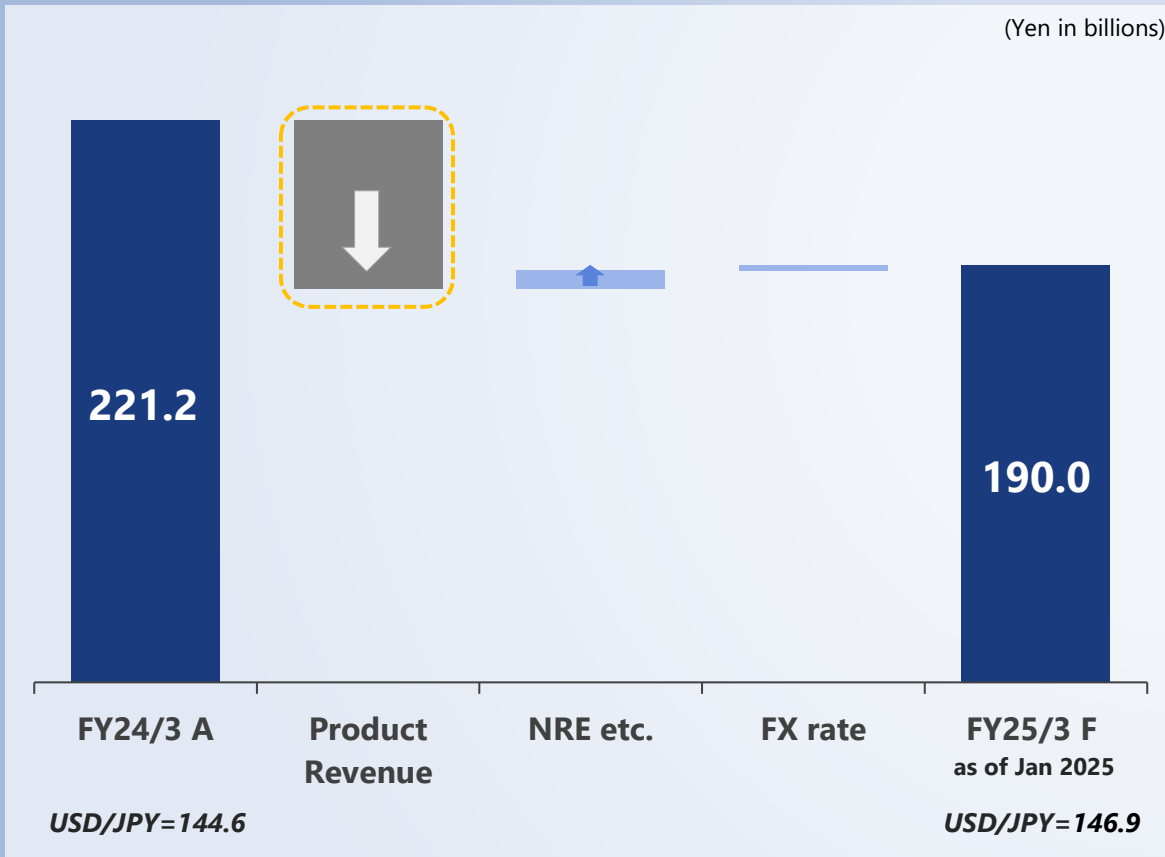 (Yen in billions)
221.2
190.0
FY24/3 A
Product
Revenue
NRE etc.
FX rate
FY25/3 F
as of Jan 2025
USD/JPY=144.6
USD/JPY=146.9